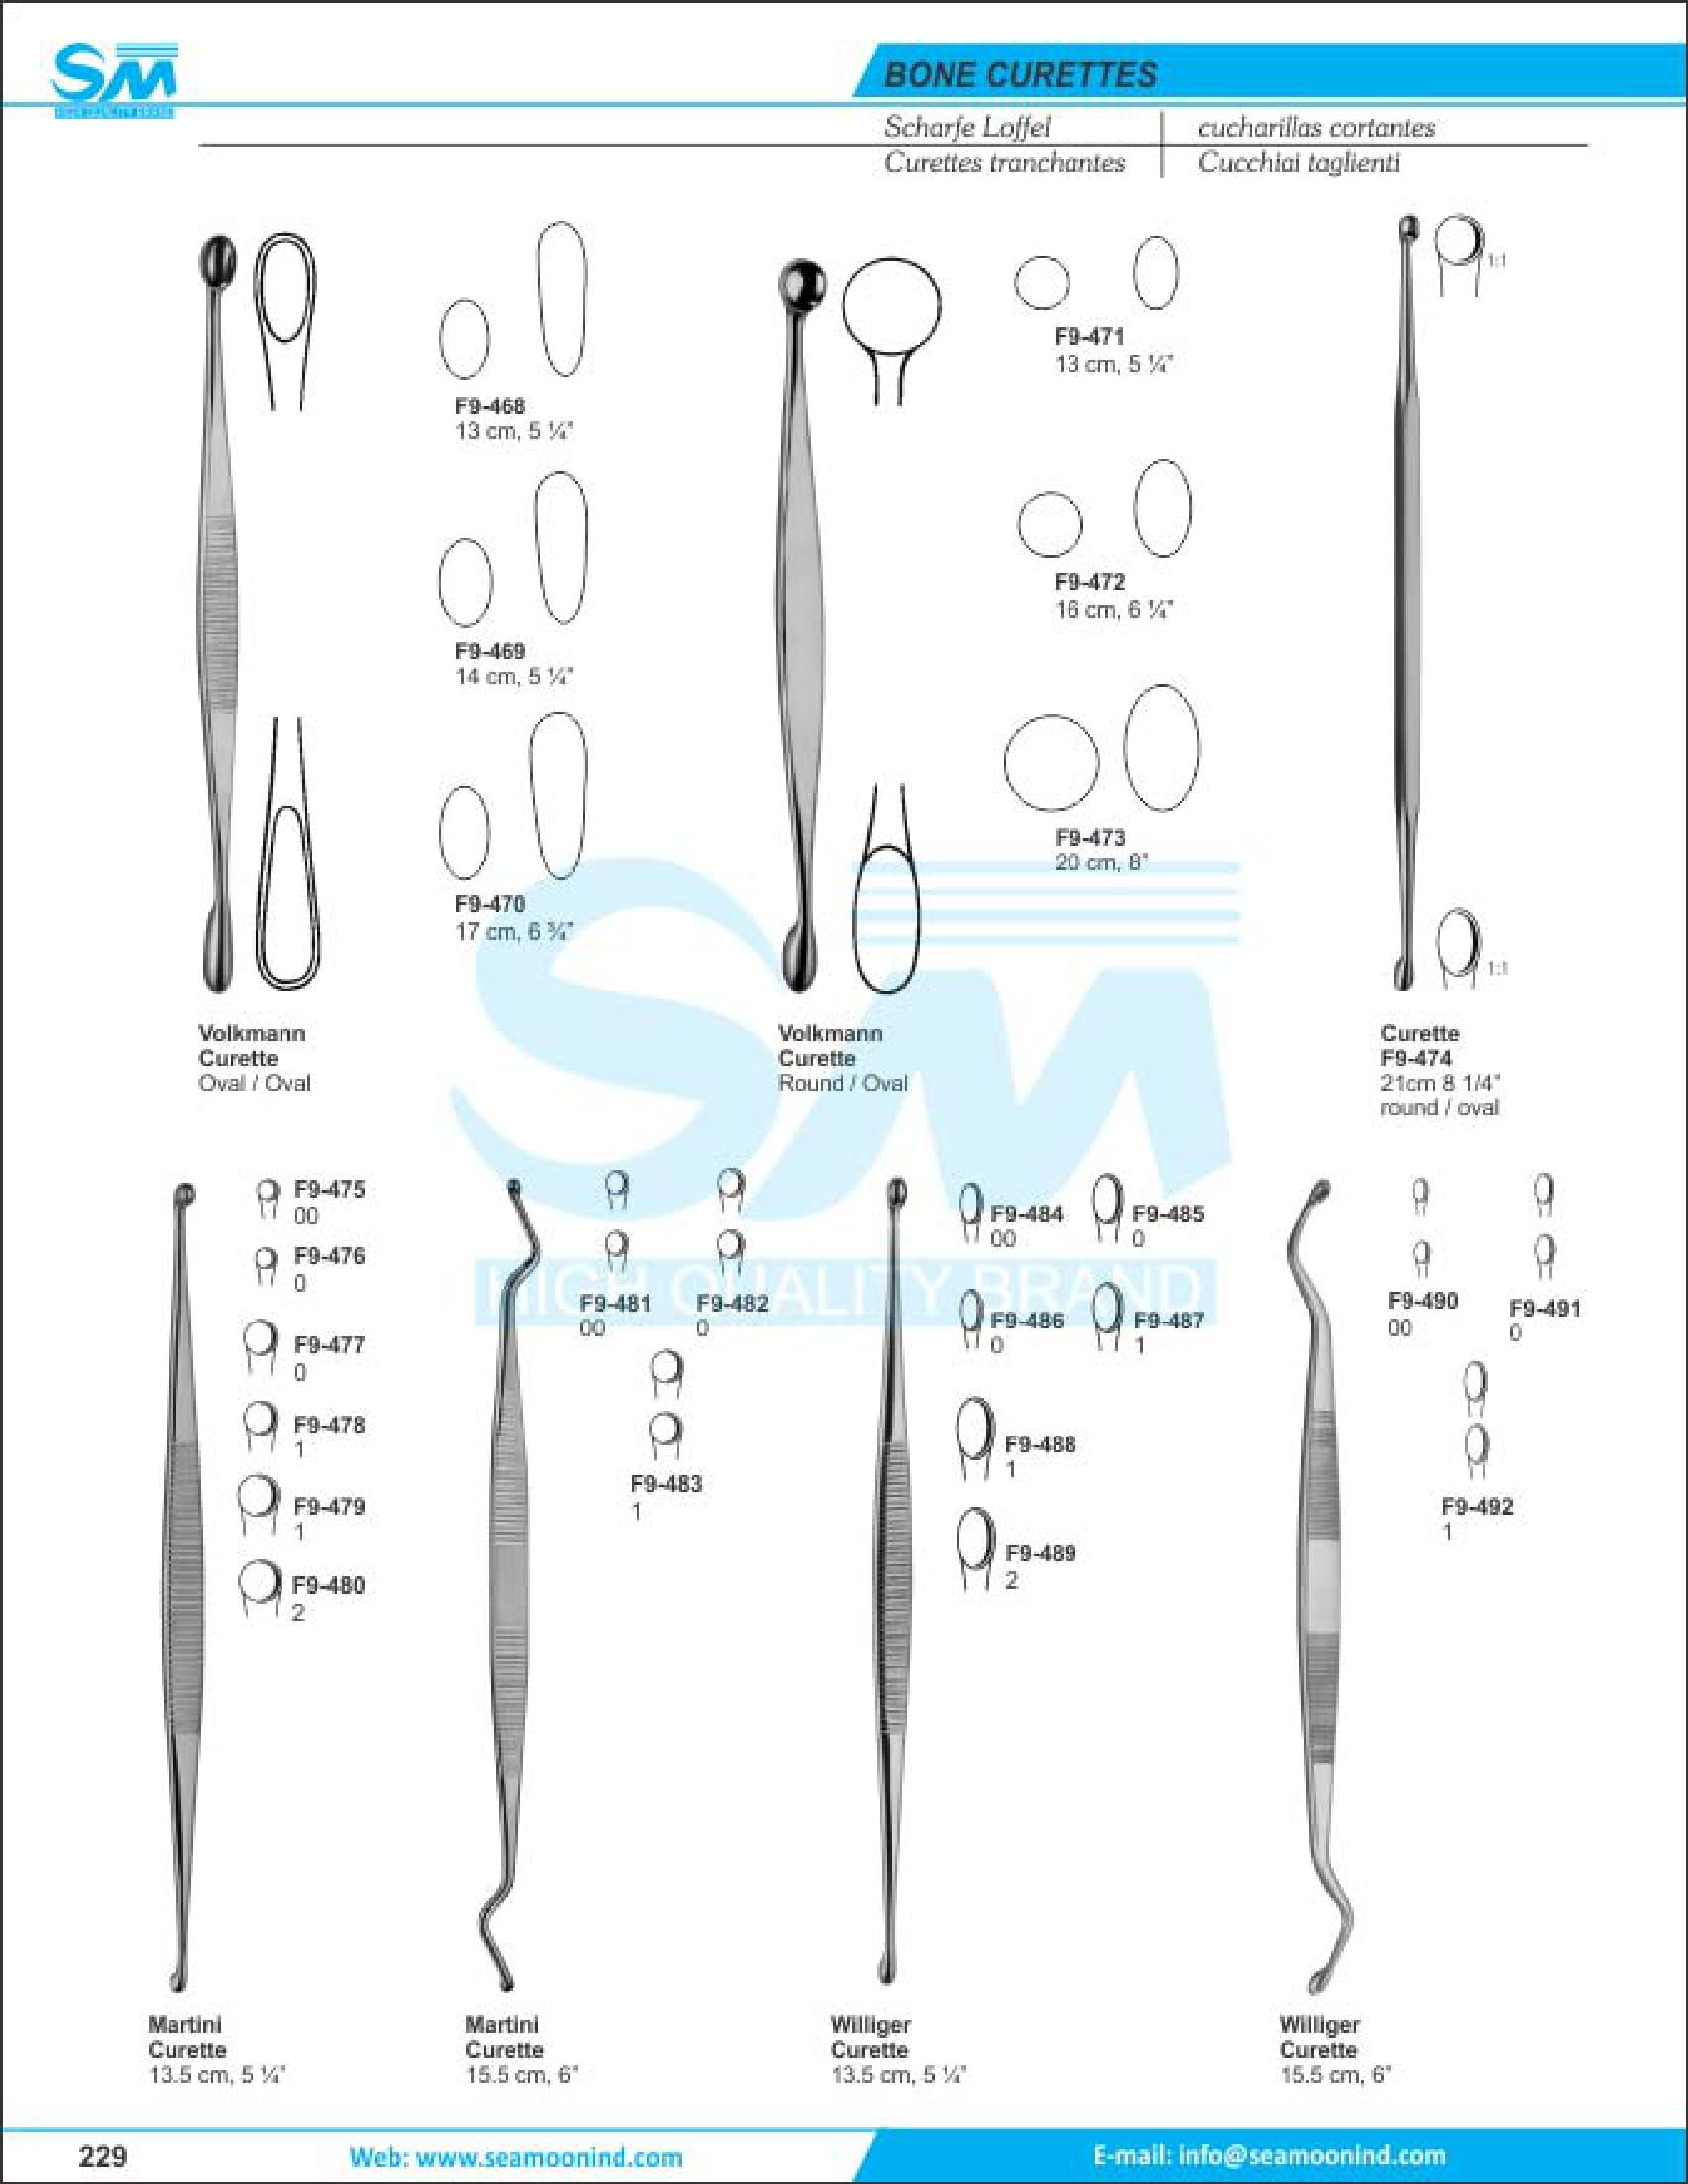 SM
BONE CURETTES
Scharfe Loffel
cucharillas cortantes
Curettes tranchantes
Cucchiai taglienti
F9-468
13 cm, 5 ¼"
F9-469
14 cm, 5 ½"
F9-470
17 cm, 6 ¾"
Volkmann
Curette
Oval / Oval
F9-471
13 cm, 5 ¼"
F9-472
16 cm, 6 ¼"
F9-473
20 cm, 8"
Volkmann
Curette
Round / Oval
1:1
1:1
Curette
F9-474
21cm 8 1/4"
round / oval
SM
HIGH QUALITY BRAND
F9-475
00
F9-476
0
F9-477
0
F9-478
1
F9-479
1
F9-480
2
Martini
Curette
13.5 cm, 5 ¼"
F9-481
00
F9-482
0
F9-483
1
Martini
Curette
15.5 cm, 6"
F9-484
00
F9-485
0
F9-486
0
F9-487
1
F9-488
1
F9-489
2
Williger
Curette
13.5 cm, 5 ¼"
F9-490
00
F9-491
0
F9-492
1
Williger
Curette
15.5 cm, 6"
229
Web: www.seamoonind.com
E-mail: info@seamoonind.com